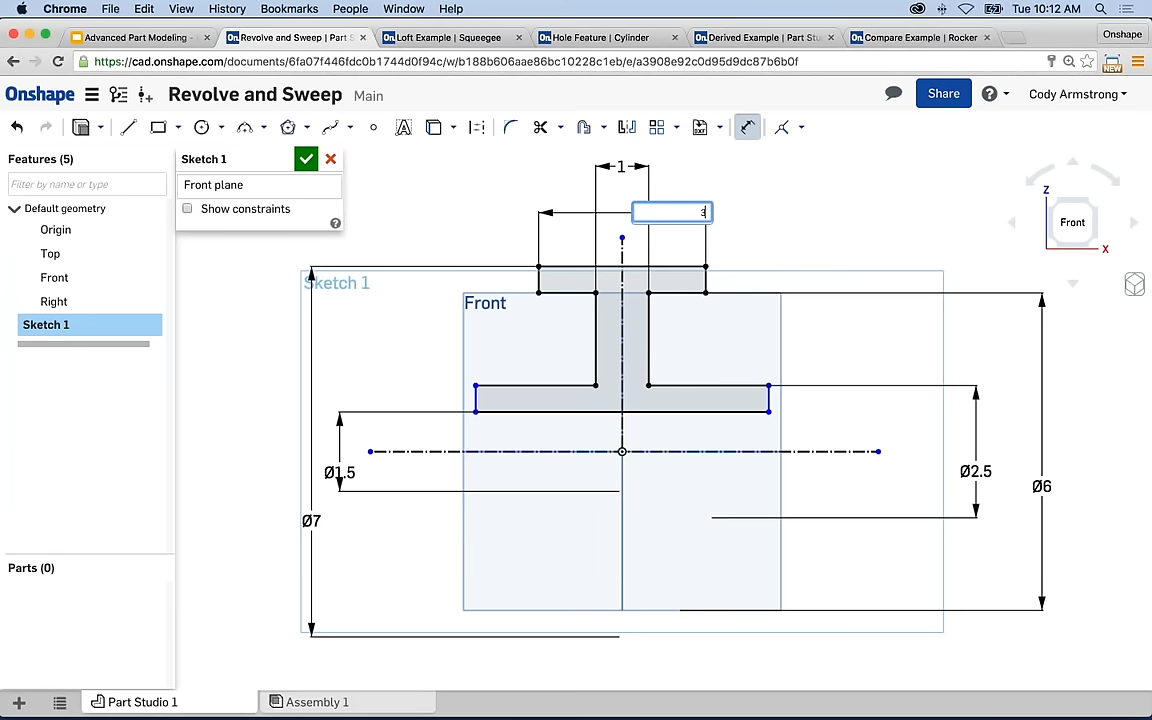 Chrome File Edit View History Bookmarks People Window Help Tue 10:12 AM
Advanced Part Modeling - Revolve and Sweep | Part S Loft Example | Squeegee Hole Feature | Cylinder Derived Example | Part Stu Compare Example | Rocker Onshape
https://cad.onshape.com/documents/6fa07f446fdc0b1744d0f94c/w/b188b606aae86bc10228c1eb/e/a3908e92c0d95d9dc87b6b0f NEW
Onshape Revolve and Sweep Main Share Cody Armstrong
DXF
Features (5)
Filter by name or type
Default geometry
Origin
Top
Front
Right
Sketch 1
Parts (0)
Sketch 1
Front plane
Show constraints
1
3
Sketch 1
Front
Ø1.5
Ø7
Ø2.5
Ø6
Z
Front
X
Part Studio 1 Assembly 1